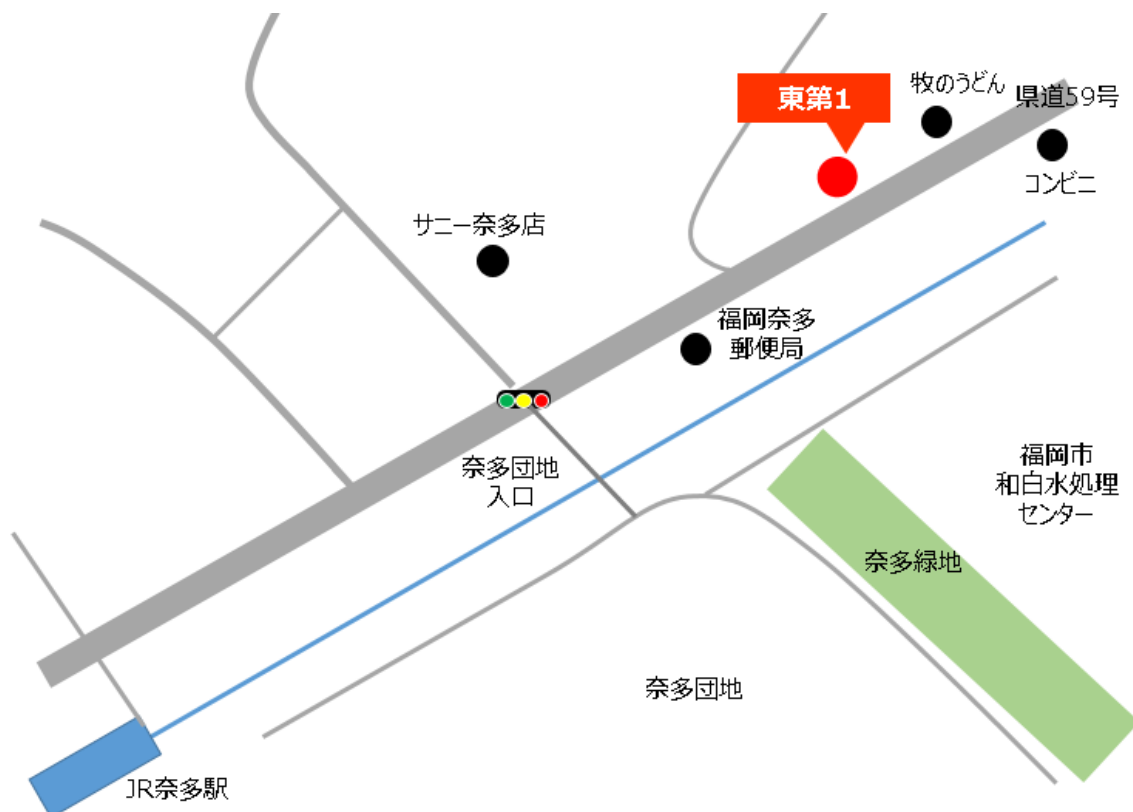 牧のうどん
県道59号
東第1
コンビニ
サニー奈多店
福岡奈多
郵便局
奈多団地
入口
福岡市
和白水処理
センター
奈多緑地
奈多団地
JR奈多駅